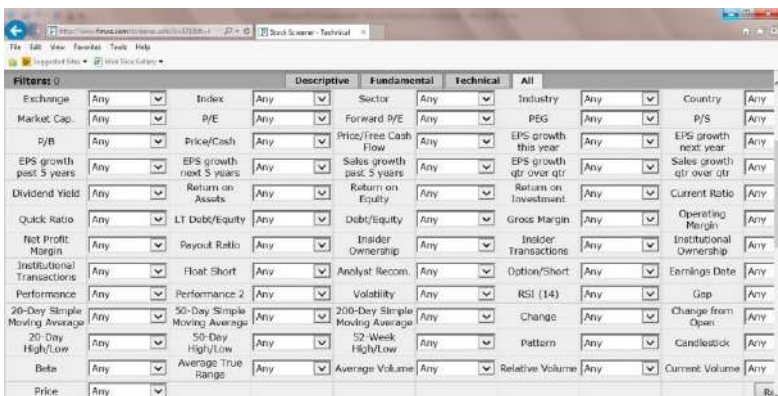 Stock Screener - Technical
File Edit View Favorites Tools Help
Suggested Sites Web Slice Gallery
Filters: 0 Descriptive Fundamental Technical All
Exchange Any Index Any Sector Any Industry Any Country Any
Market Cap. Any P/E Any Forward P/E Any PEG Any P/S Any
P/B Any Price/Cash Any Price/Free Cash Flow Any EPS growth this year Any EPS growth next year Any
EPS growth past 5 years Any EPS growth next 5 years Any Sales growth past 5 years Any EPS growth qtr over qtr Any Sales growth qtr over qtr Any
Dividend Yield Any Return on Assets Any Return on Equity Any Return on Investment Any Current Ratio Any
Quick Ratio Any LT Debt/Equity Any Debt/Equity Any Gross Margin Any Operating Margin Any
Net Profit Margin Any Payout Ratio Any Insider Ownership Any Insider Transactions Any Institutional Ownership Any
Institutional Transactions Any Float Short Any Analyst Recom. Any Option/Short Any Earnings Date Any
Performance Any Performance 2 Any Volatility Any RSI (14) Any Gap Any
20-Day Simple Moving Average Any 50-Day Simple Moving Average Any 200-Day Simple Moving Average Any Change Any Change from Open Any
20-Day High/Low Any 50-Day High/Low Any 52-Week High/Low Any Pattern Any Candlestick Any
Beta Any Average True Range Any Average Volume Any Relative Volume Any Current Volume Any
Price Any